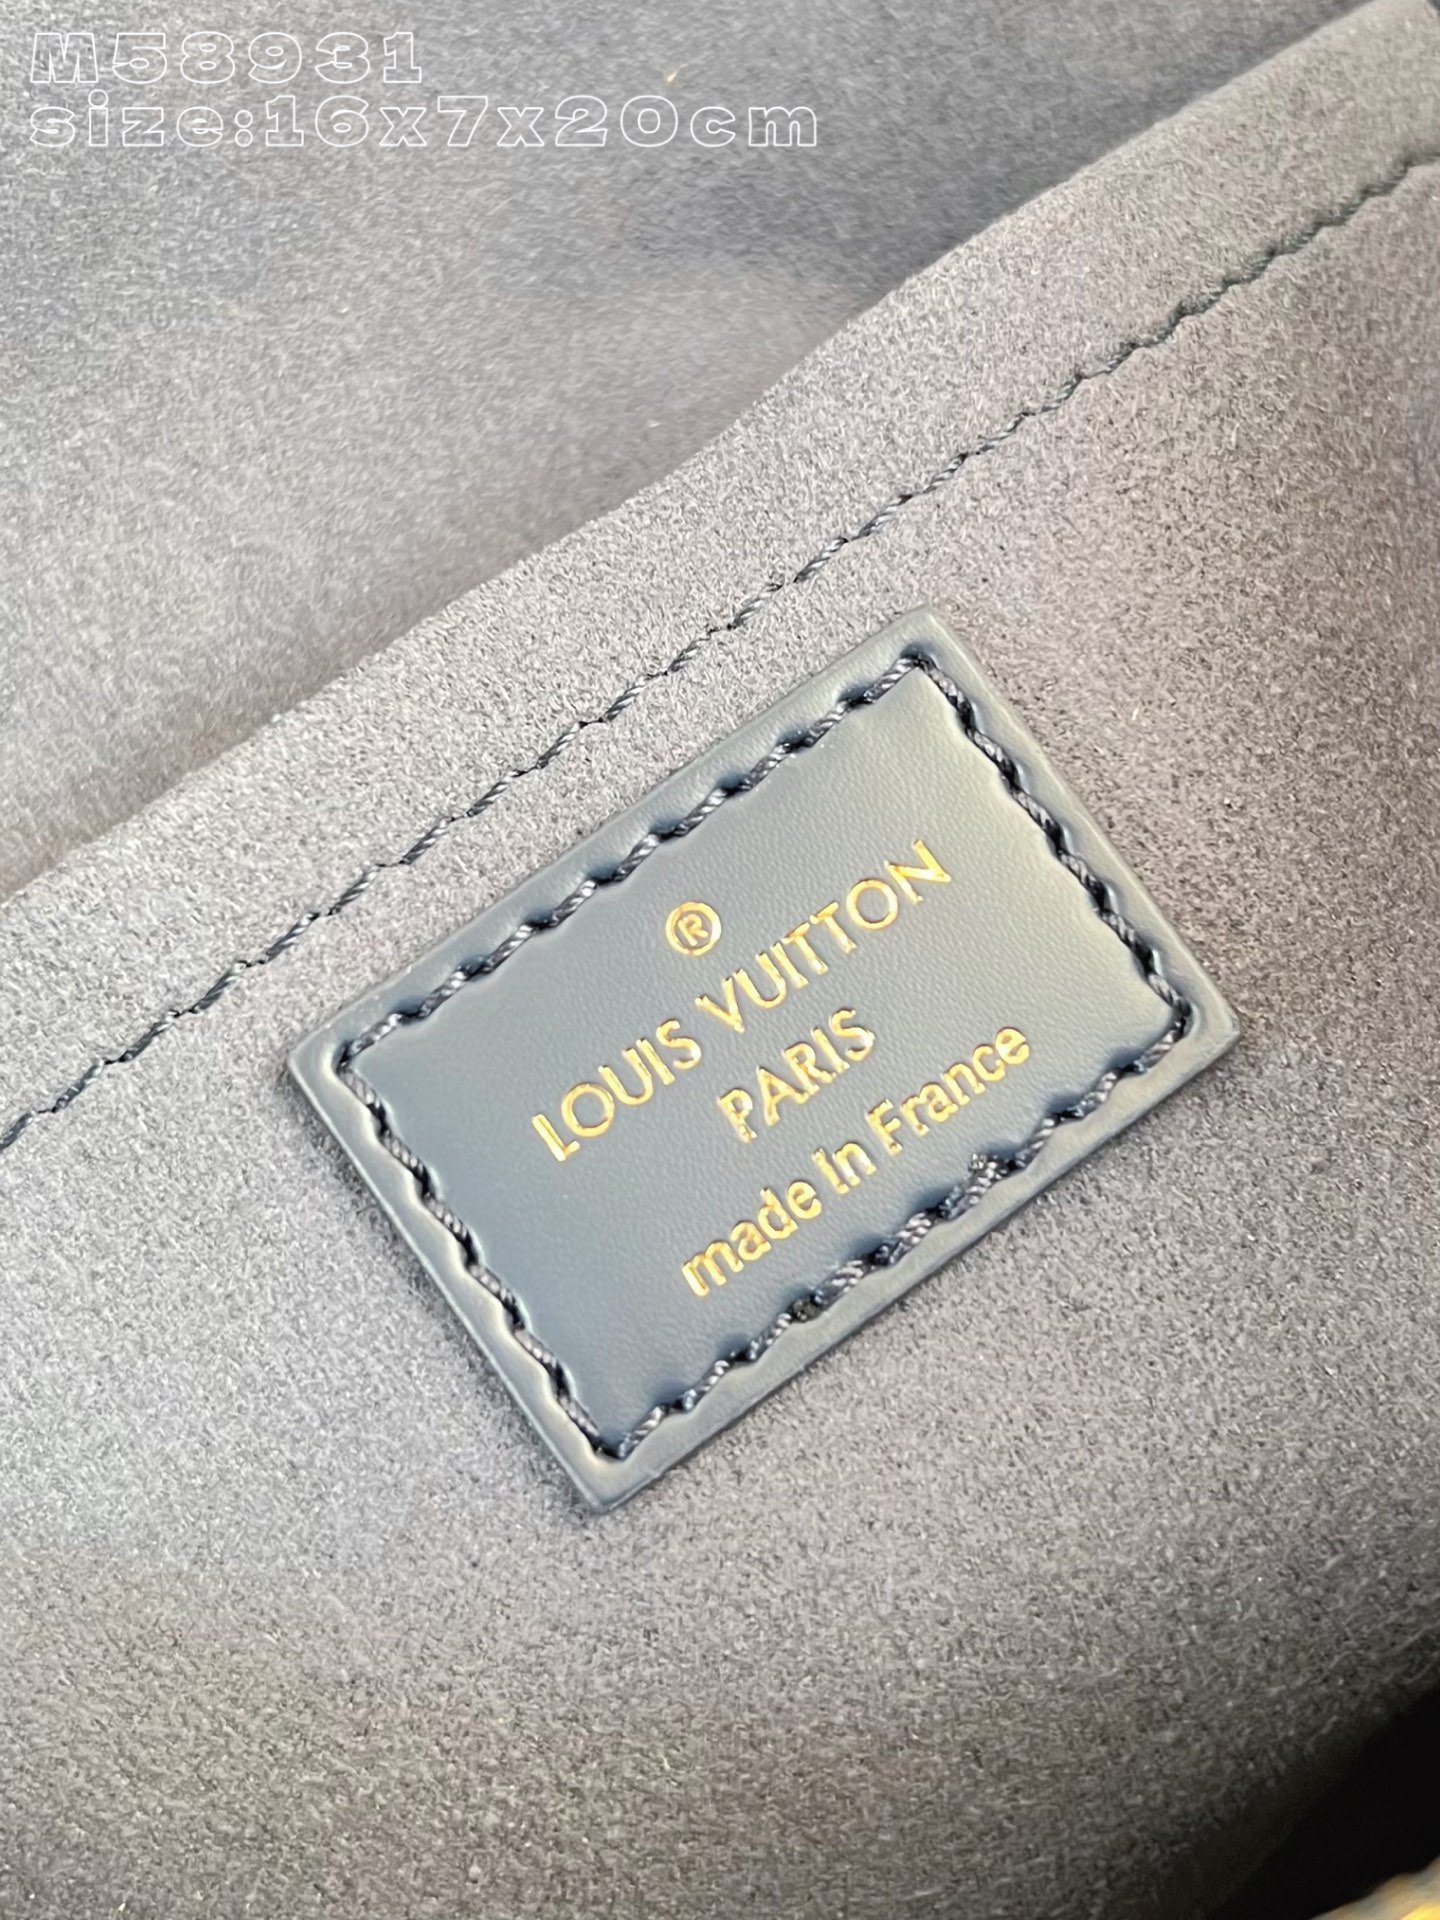 M58931
size:16x7x20cm
®
LOUIS VUITTON
PARIS
made in France